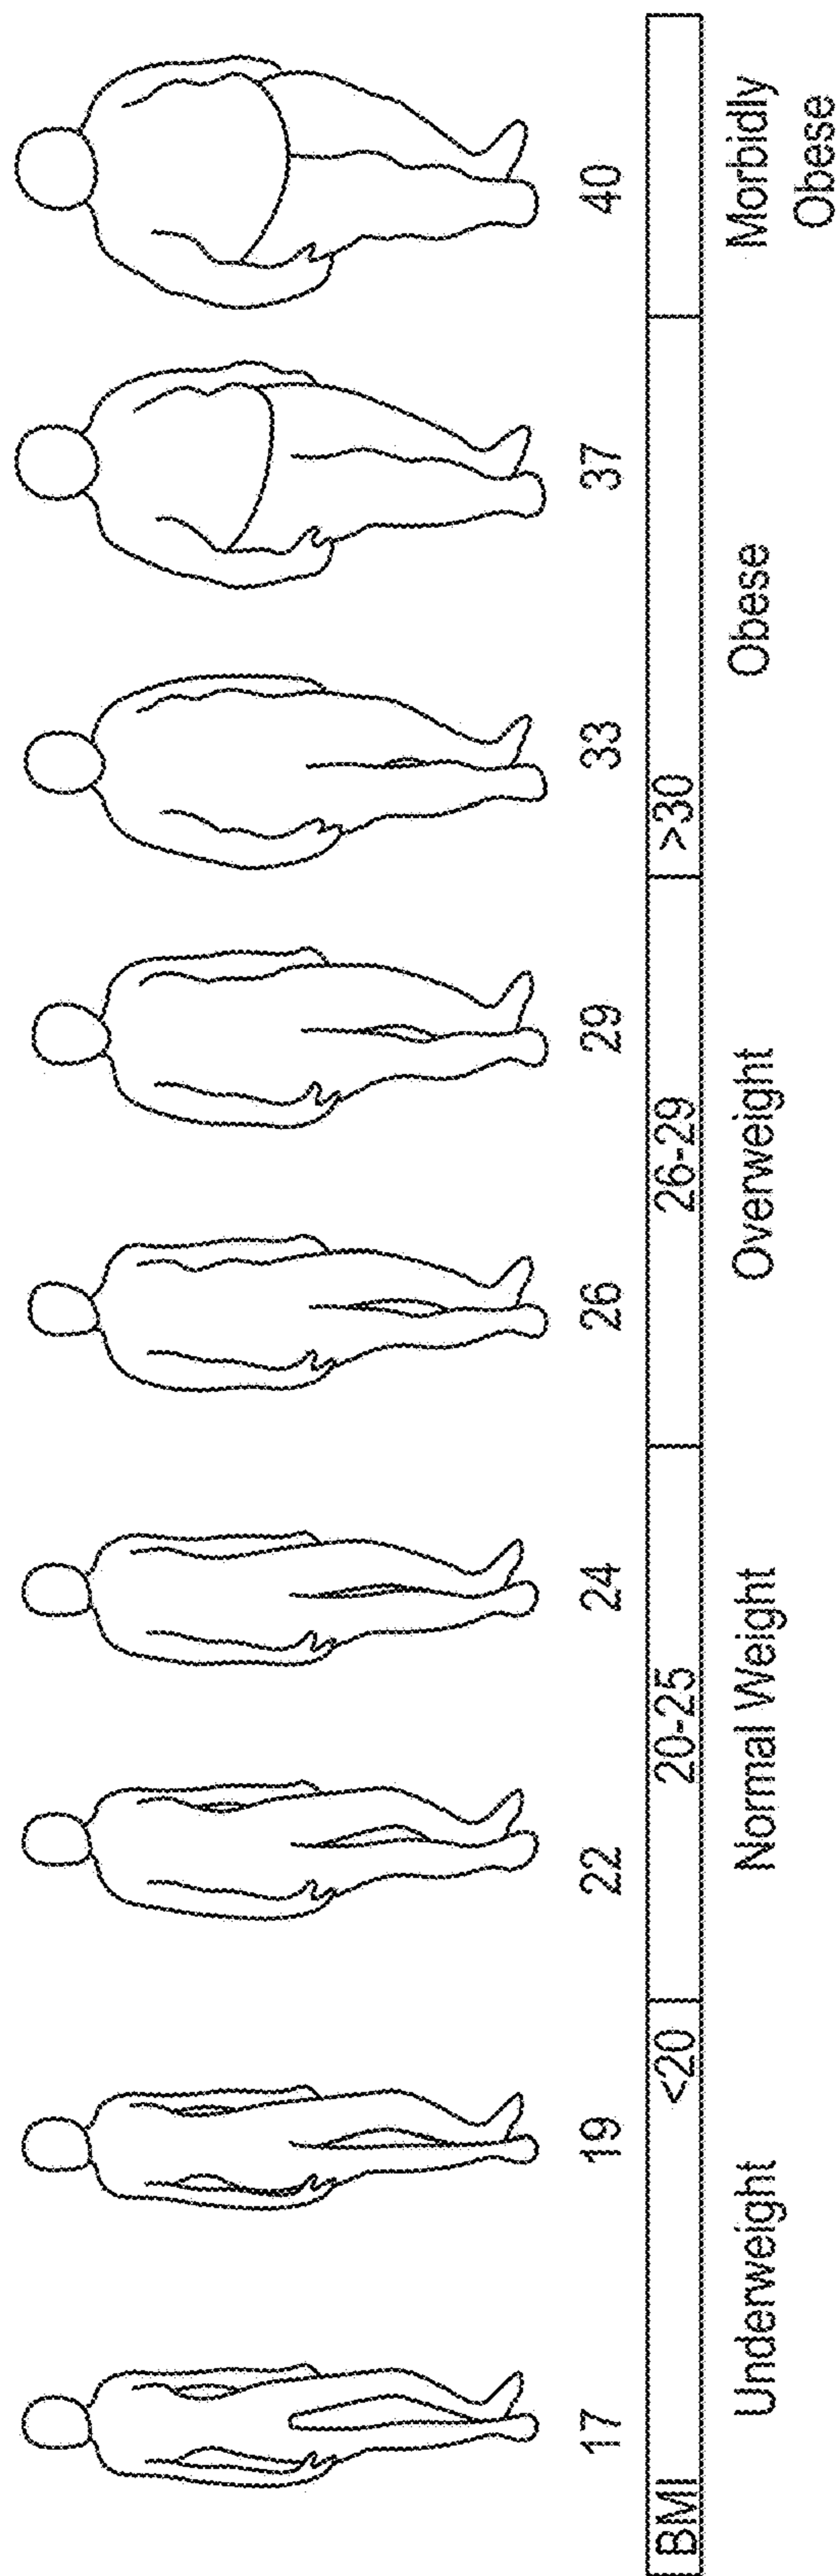 17 19 22 24 26 29 33 37 40
BMI <20 20-25 26-29 >30
Underweight Normal Weight Overweight Obese Morbidly
Obese